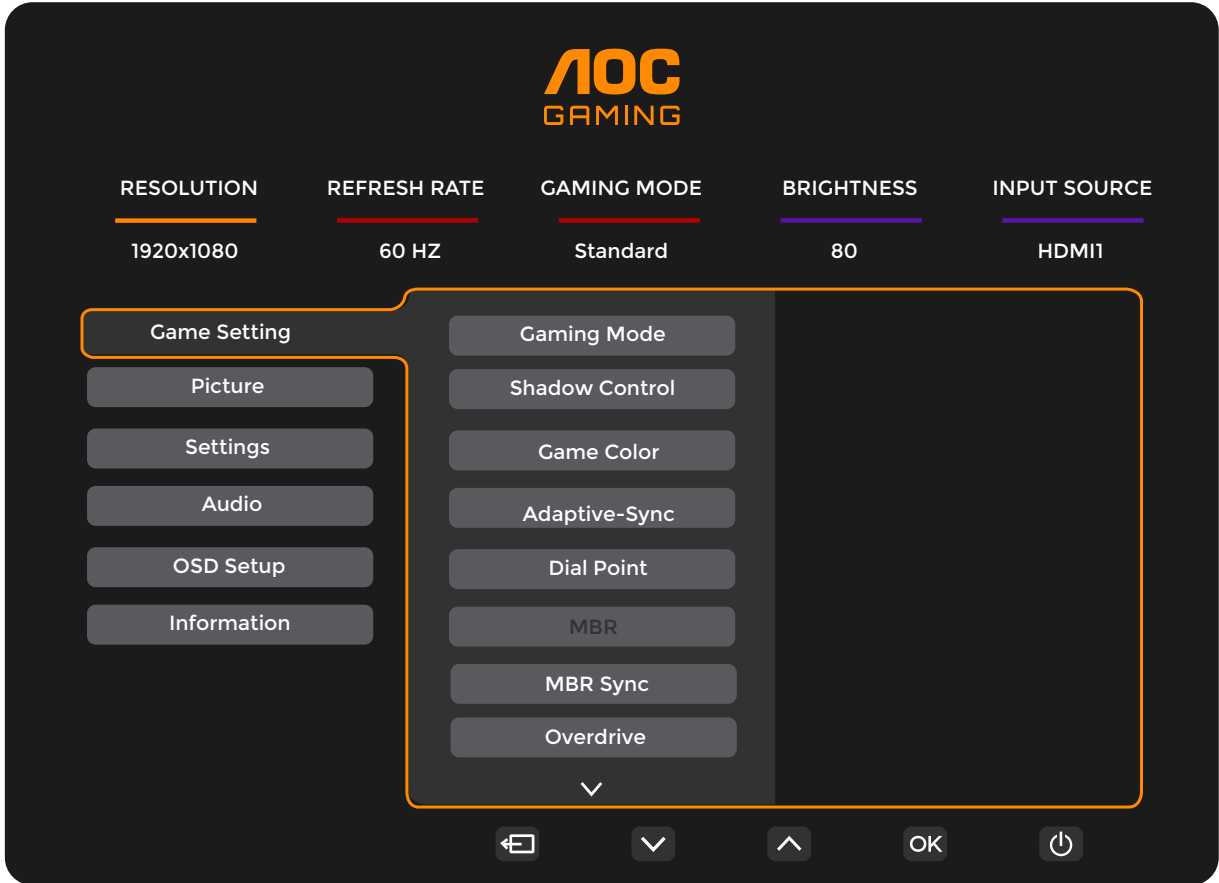 AOC
GAMING
RESOLUTION REFRESH RATE GAMING MODE BRIGHTNESS INPUT SOURCE
1920x1080 60 HZ Standard 80 HDMI1
Game Setting
Picture
Settings
Audio
OSD Setup
Information
Gaming Mode
Shadow Control
Game Color
Adaptive-Sync
Dial Point
MBR
MBR Sync
Overdrive
OK